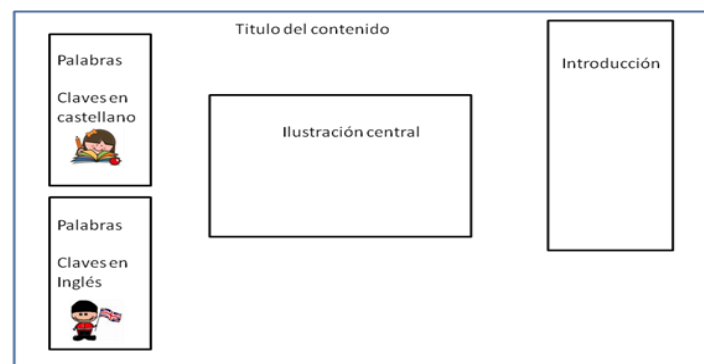 Titulo del contenido
Palabras
Claves en
castellano
Palabras
Claves en
Inglés
Ilustración central
Introducción